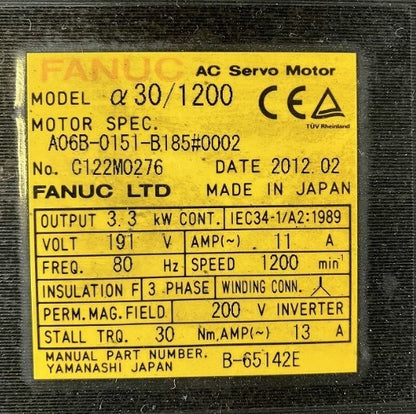 FANUC AC Servo Motor
MODEL α 30/1200
TÜV Rheinland
MOTOR SPEC.
A06B-0151-B185#0002
No. C122M0276 DATE 2012.02
FANUC LTD MADE IN JAPAN
OUTPUT 3.3 kW CONT. IEC34-1/A2:1989
VOLT 191 V AMP(~) 11 A
FREQ. 80 Hz SPEED 1200 min⁻¹
INSULATION F 3 PHASE WINDING CONN.
PERM.MAG.FIELD 200 V INVERTER
STALL TRQ. 30 Nm,AMP(~) 13 A
MANUAL PART NUMBER. B-65142E
YAMANASHI JAPAN